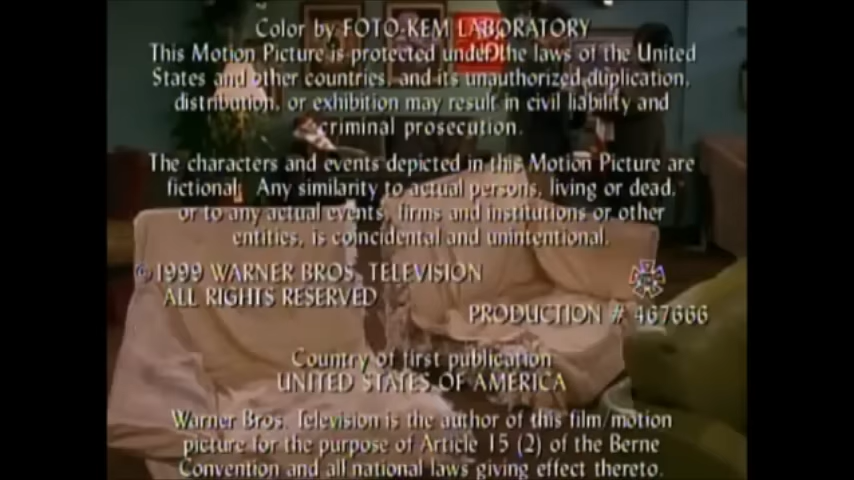 Color by FOTO-KEM LABORATORY
This Motion Picture is protected under the laws of the United
States and other countries, and its unauthorized duplication,
distribution, or exhibition may result in civil liability and
criminal prosecution.
The characters and events depicted in this Motion Picture are
fictional. Any similarity to actual persons, living or dead,
or to any actual events, firms and institutions or other
entities, is coincidental and unintentional.
©1999 WARNER BROS. TELEVISION
ALL RIGHTS RESERVED
PRODUCTION # 467666
Country of first publication
UNITED STATES OF AMERICA
Warner Bros. Television is the author of this film/motion
picture for the purpose of Article 15 (2) of the Berne
Convention and all national laws giving effect thereto.